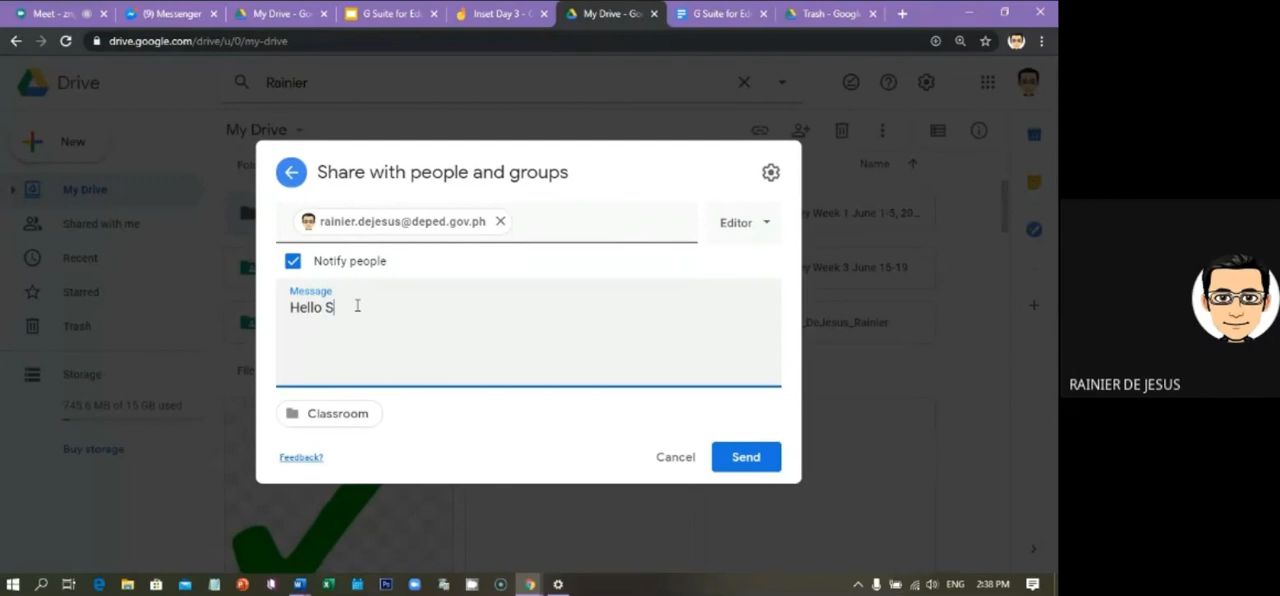 Meet - zn
(9) Messenger
My Drive - Go
G Suite for Ed
Inset Day 3 - C
My Drive - Go
G Suite for Ed
Trash - Google
drive.google.com/drive/u/0/my-drive
Drive
Rainier
New
My Drive
My Drive
Name
Shared with me
Recent
Starred
Trash
Storage
745.6 MB of 15 GB used
Buy storage
Share with people and groups
rainier.dejesus@deped.gov.ph
Editor
Notify people
Message
Hello S
Classroom
Feedback?
Cancel
Send
Week 1 June 1-5, 20...
Week 3 June 15-19
_DeJesus_Rainier
RAINIER DE JESUS
ENG
2:38 PM